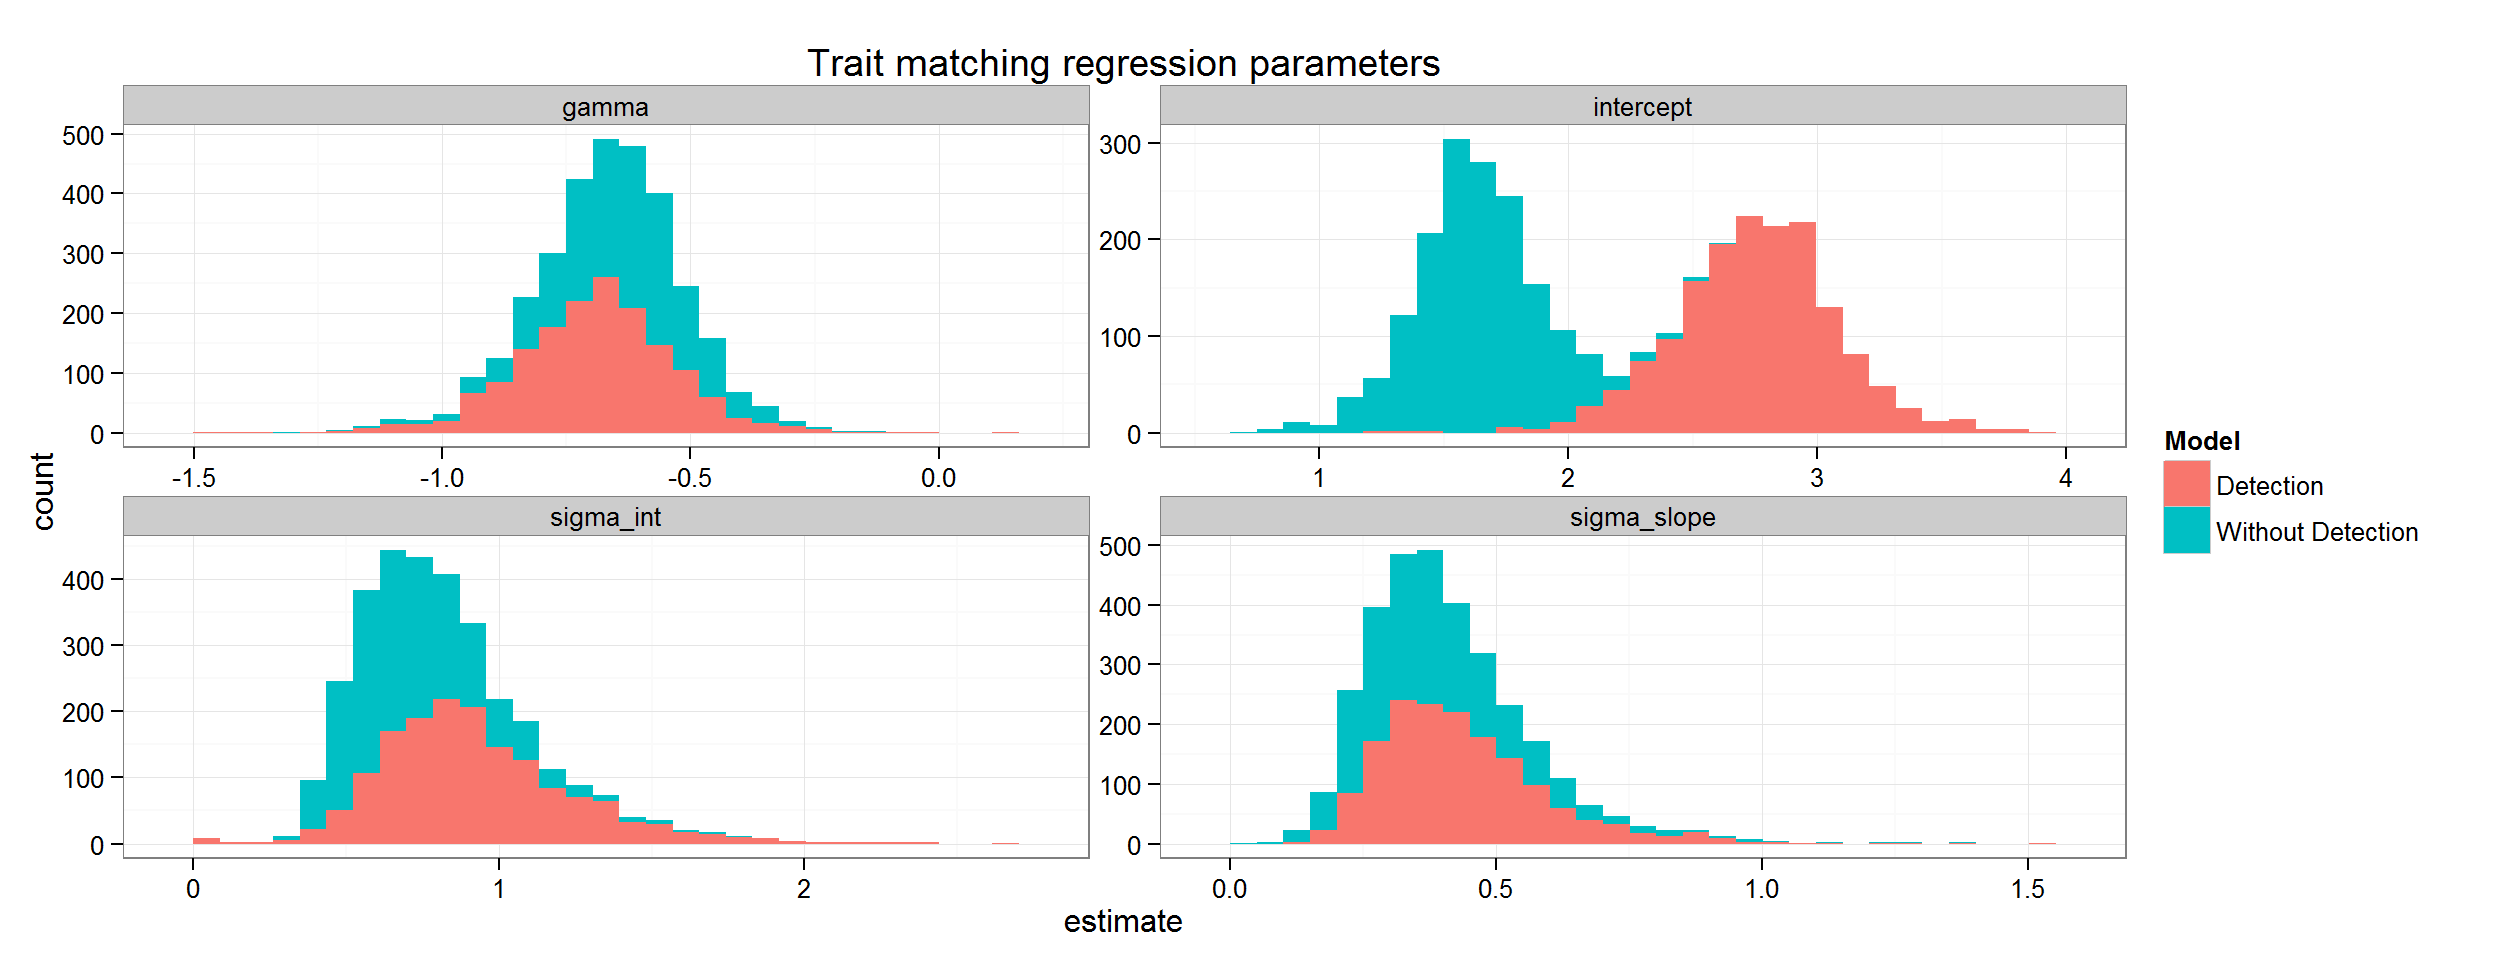 Trait matching regression parameters
gamma
500
400
300
200
100
0
-1.5 -1.0 -0.5 0.0
intercept
300
200
100
0
1 2 3 4
sigma_int
400
300
200
100
0
0 1 2
sigma_slope
500
400
300
200
100
0
0.0 0.5 1.0 1.5
count
estimate
Model
Detection
Without Detection